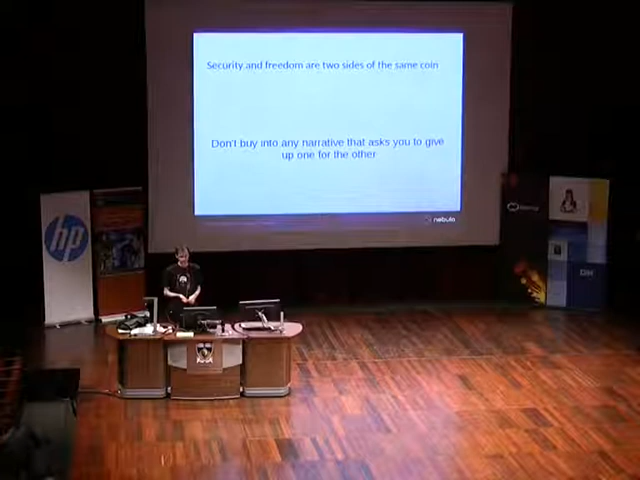 Security and freedom are two sides of the same coin
Don't buy into any narrative that asks you to give
up one for the other
nebula
hp